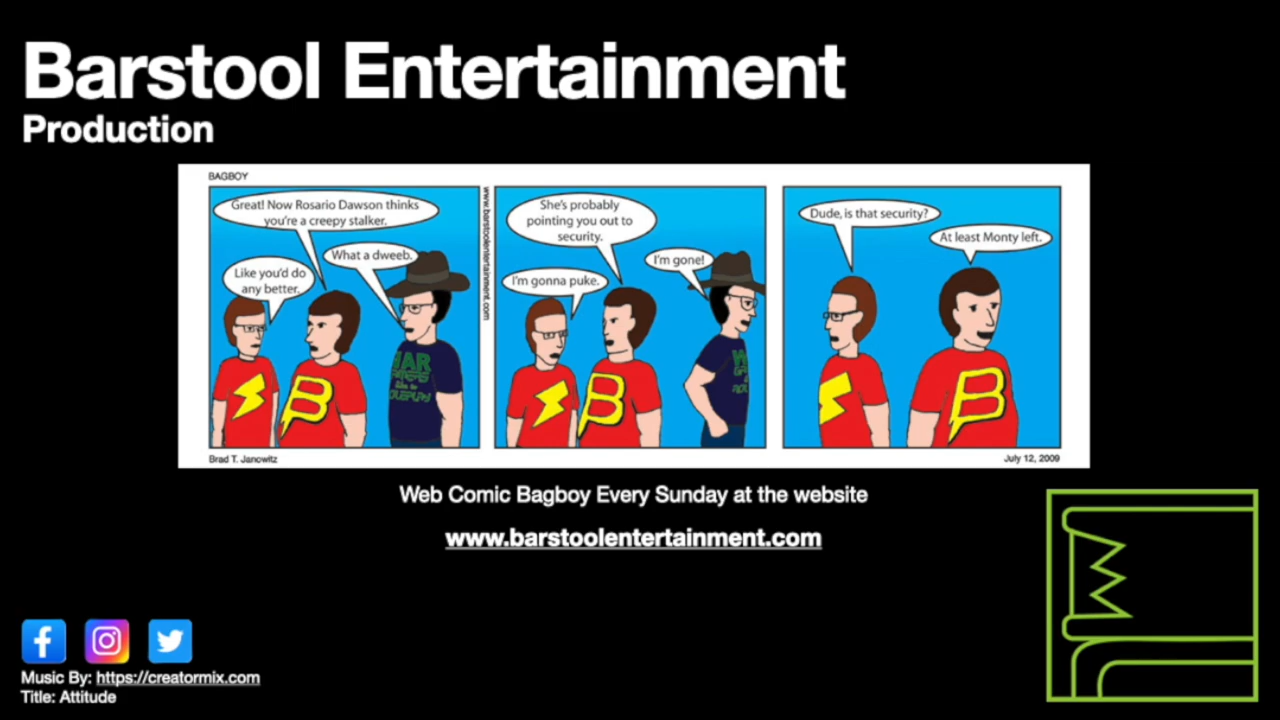 Barstool Entertainment
Production
BAGBOY
Great! Now Rosario Dawson thinks
you're a creepy stalker.
What a dweeb.
Like you'd do
any better.
www.barstoolentertainment.com
She's probably
pointing you out to
security.
I'm gone!
I'm gonna puke.
Dude, is that security?
At least Monty left.
B
B
B
Brad T. Janowitz
July 12, 2009
Web Comic Bagboy Every Sunday at the website
www.barstoolentertainment.com
Music By: https://creatormix.com
Title: Attitude